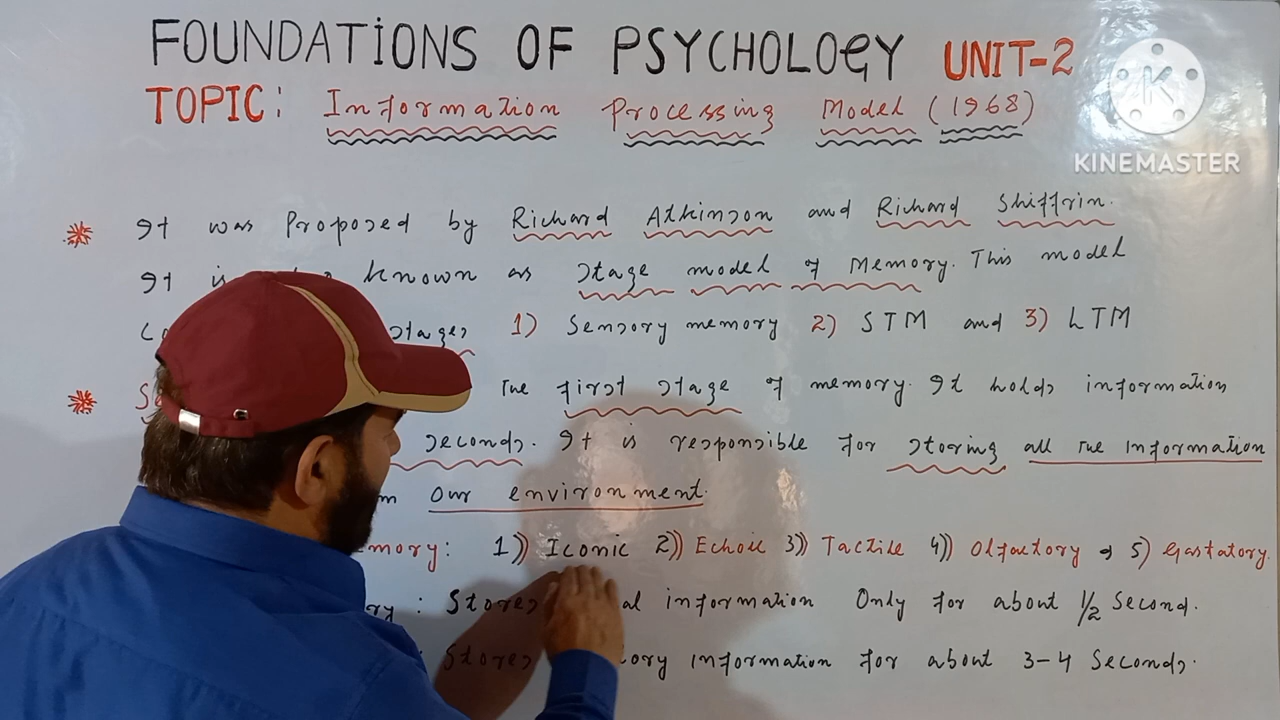 FOUNDATIONS OF PSYCHOLOGY UNIT-2
TOPIC: Information Processing Model (1968)
K
KINEMASTER
It was Proposed by Richard Atkinson and Richard Shiffrin.
It is known as stage model of Memory. This model
stages 1) Sensory memory 2) STM and 3) LTM
The first stage of memory. It holds information
seconds. It is responsible for storing all the information
our environment.
1)) Iconic 2)) Echoic 3)) Tactile 4)) Olfactory & 5) Gastatory.
: Stores information Only for about 1/2 Second.
: Stores information for about 3-4 Seconds.